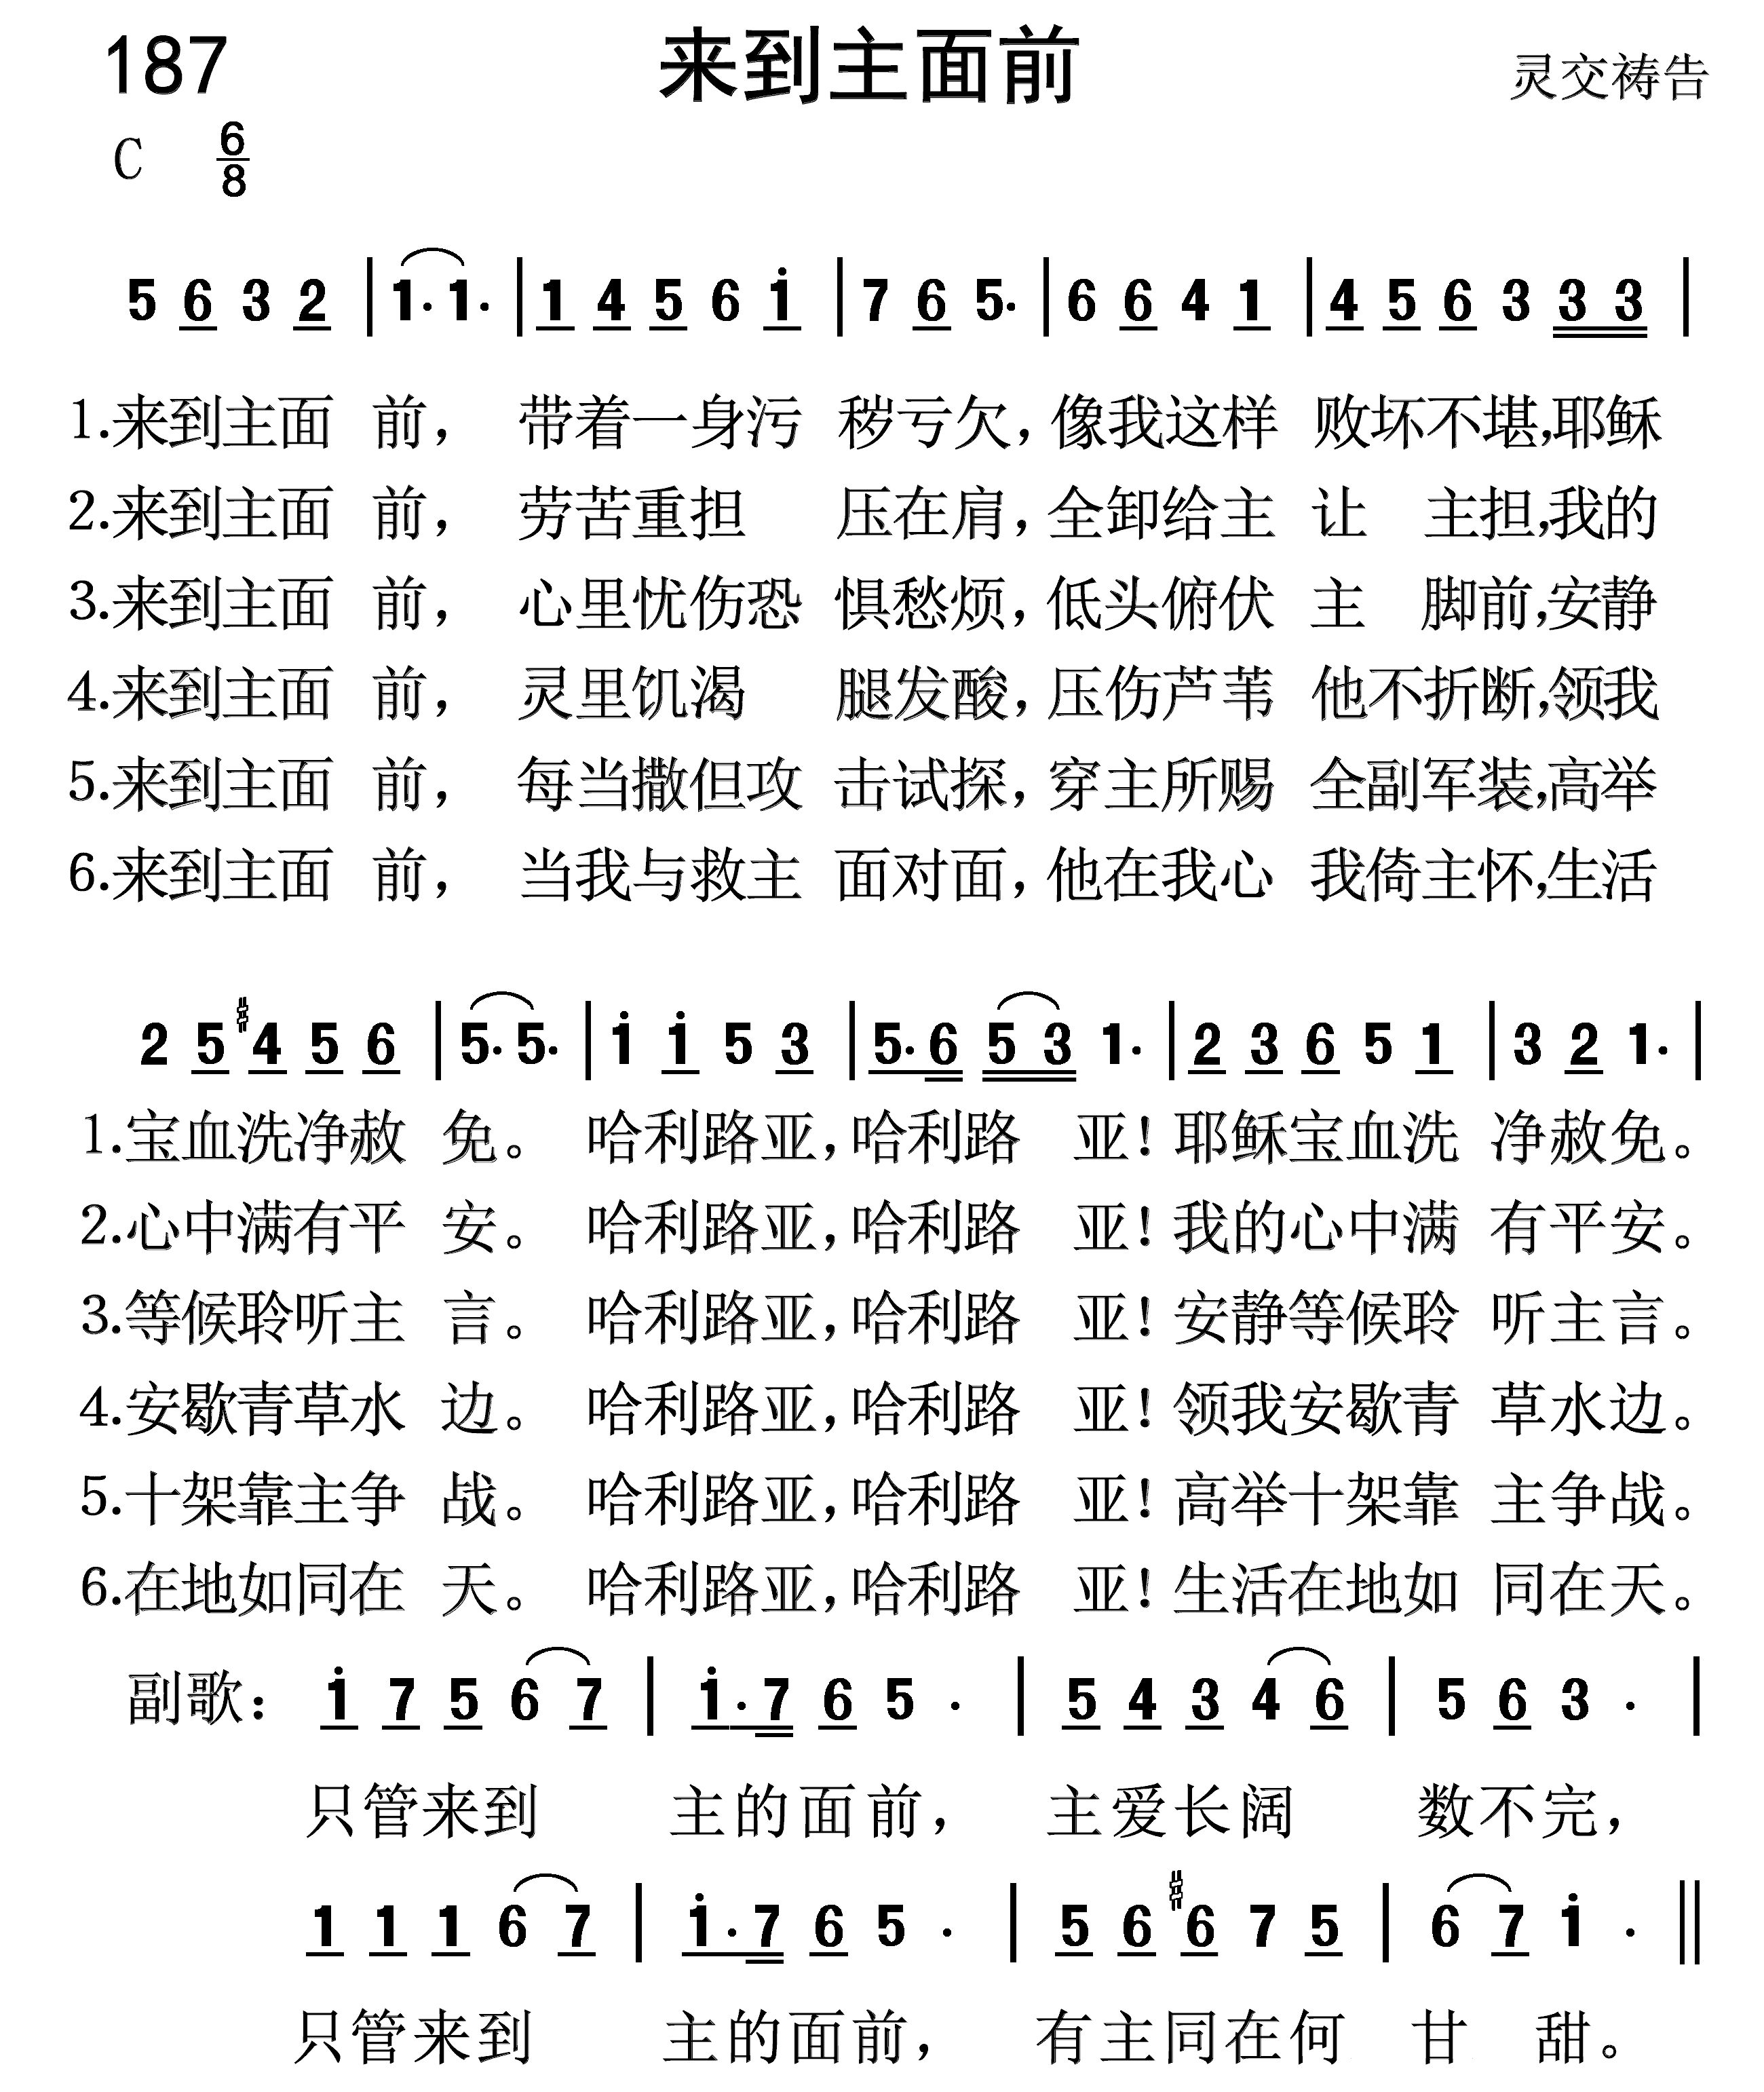 187 来到主面前 灵交祷告
C 6/8
5 6 3 2 | 1· 1· | 1 4 5 6 i | 7 6 5· | 6 6 4 1 | 4 5 6 3 3 3 |
1.来到主面 前， 带着一身污 秽亏欠，像我这样 败坏不堪，耶稣
2.来到主面 前， 劳苦重担 压在肩，全卸给主 让 主担，我的
3.来到主面 前， 心里忧伤恐 惧愁烦，低头俯伏 主 脚前，安静
4.来到主面 前， 灵里饥渴 腿发酸，压伤芦苇 他不折断，领我
5.来到主面 前， 每当撒但攻 击试探，穿主所赐 全副军装，高举
6.来到主面 前， 当我与救主 面对面，他在我心 我倚主怀，生活
2 5 #4 5 6 | 5· 5· | i i 5 3 | 5· 6 5 3 1· | 2 3 6 5 1 | 3 2 1· |
1.宝血洗净赦 免。 哈利路亚，哈利路 亚！耶稣宝血洗 净赦免。
2.心中满有平 安。 哈利路亚，哈利路 亚！我的心中满 有平安。
3.等候聆听主 言。 哈利路亚，哈利路 亚！安静等候聆 听主言。
4.安歇青草水 边。 哈利路亚，哈利路 亚！领我安歇青 草水边。
5.十架靠主争 战。 哈利路亚，哈利路 亚！高举十架靠 主争战。
6.在地如同在 天。 哈利路亚，哈利路 亚！生活在地如 同在天。
副歌： i 7 5 6 7 | i· 7 6 5 · | 5 4 3 4 6 | 5 6 3 · |
只管来到 主的面前， 主爱长阔 数不完，
1 1 1 6 7 | i· 7 6 5 · | 5 6 #6 7 5 | 6 7 i · ||
只管来到 主的面前， 有主同在何 甘 甜。